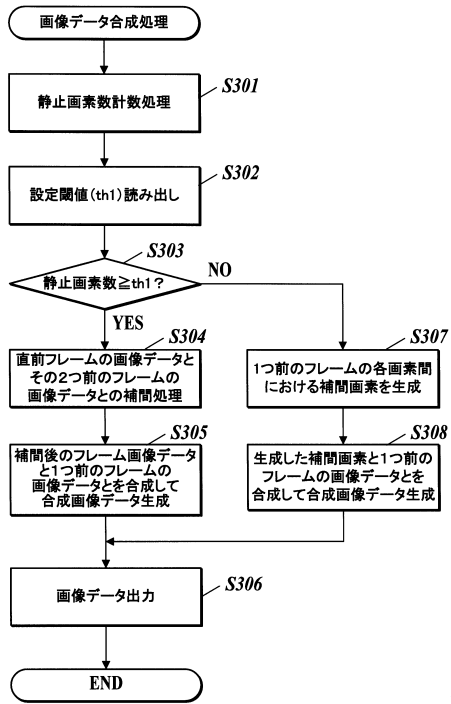 画像データ合成処理
S301
静止画素数計数処理
S302
設定閾値(th1)読み出し
S303
静止画素数≧th1?
NO
YES
S304
直前フレームの画像データと
その2つ前のフレームの
画像データとの補間処理
S307
1つ前のフレームの各画素間
における補間画素を生成
S305
補間後のフレーム画像データ
と1つ前のフレームの
画像データとを合成して
合成画像データ生成
S308
生成した補間画素と1つ前の
フレームの画像データとを
合成して合成画像データ生成
S306
画像データ出力
END